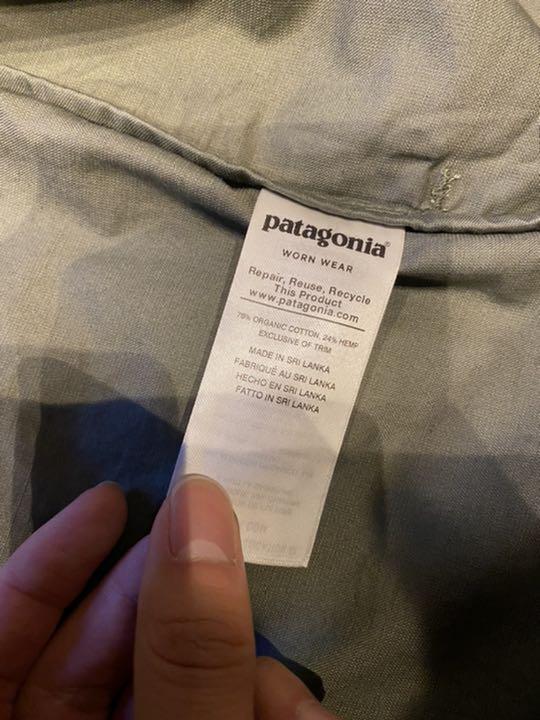 patagonia®
WORN WEAR
Repair, Reuse, Recycle
This Product
www.patagonia.com
76% ORGANIC COTTON, 24% HEMP
EXCLUSIVE OF TRIM
MADE IN SRI LANKA
FABRIQUÉ AU SRI LANKA
HECHO EN SRI LANKA
FATTO IN SRI LANKA